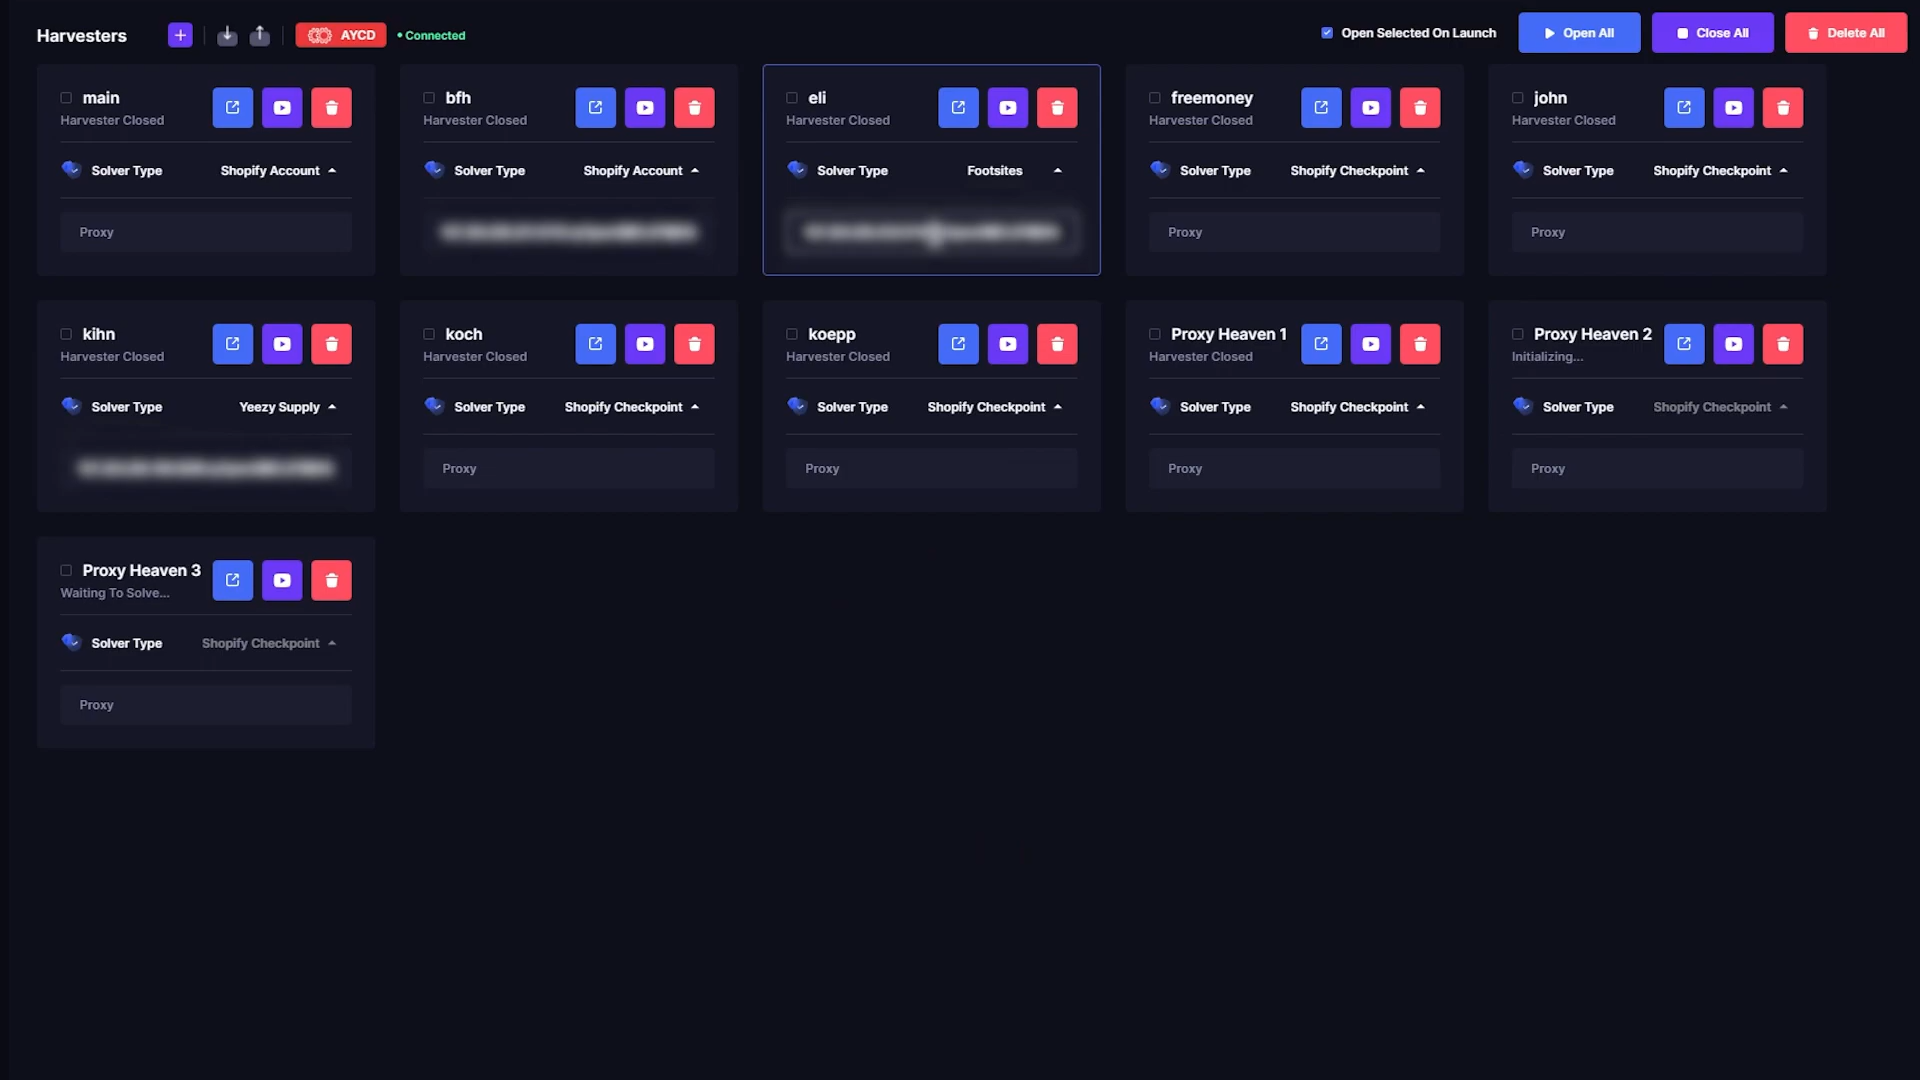 Harvesters
AYCD
Connected
Open Selected On Launch
Open All
Close All
Delete All
main
Harvester Closed
Solver Type
Shopify Account
Proxy
bfh
Harvester Closed
Solver Type
Shopify Account
eli
Harvester Closed
Solver Type
Footsites
freemoney
Harvester Closed
Solver Type
Shopify Checkpoint
Proxy
john
Harvester Closed
Solver Type
Shopify Checkpoint
Proxy
kihn
Harvester Closed
Solver Type
Yeezy Supply
koch
Harvester Closed
Solver Type
Shopify Checkpoint
Proxy
koepp
Harvester Closed
Solver Type
Shopify Checkpoint
Proxy
Proxy Heaven 1
Harvester Closed
Solver Type
Shopify Checkpoint
Proxy
Proxy Heaven 2
Initializing...
Solver Type
Shopify Checkpoint
Proxy
Proxy Heaven 3
Waiting To Solve...
Solver Type
Shopify Checkpoint
Proxy